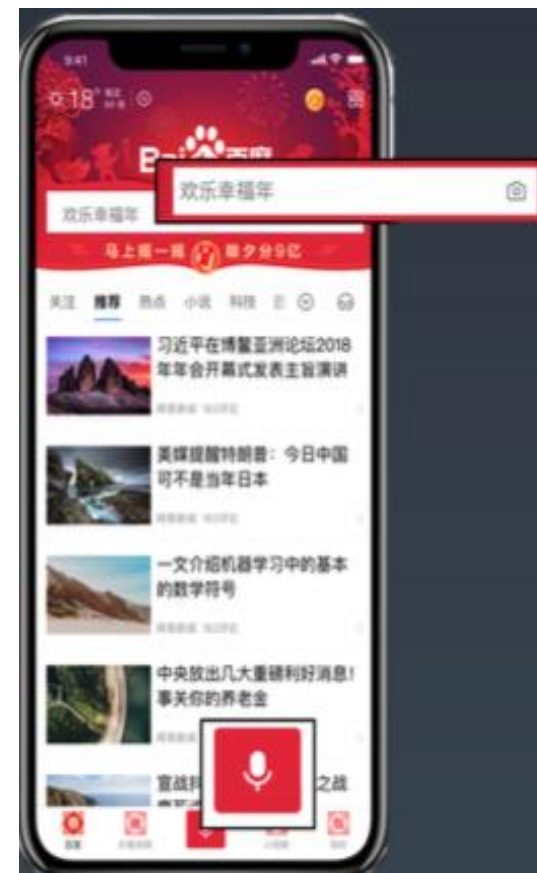 9:41
18°
Bai 百度
欢乐幸福年
欢乐幸福年
马上摇一摇 除夕分9亿
关注 推荐 热点 小说 科技
习近平在博鳌亚洲论坛2018
年年会开幕式发表主旨演讲
美媒提醒特朗普：今日中国
可不是当年日本
一文介绍机器学习中的基本
的数学符号
中央放出几大重磅利好消息！
事关你的养老金
宣战 之战
百度